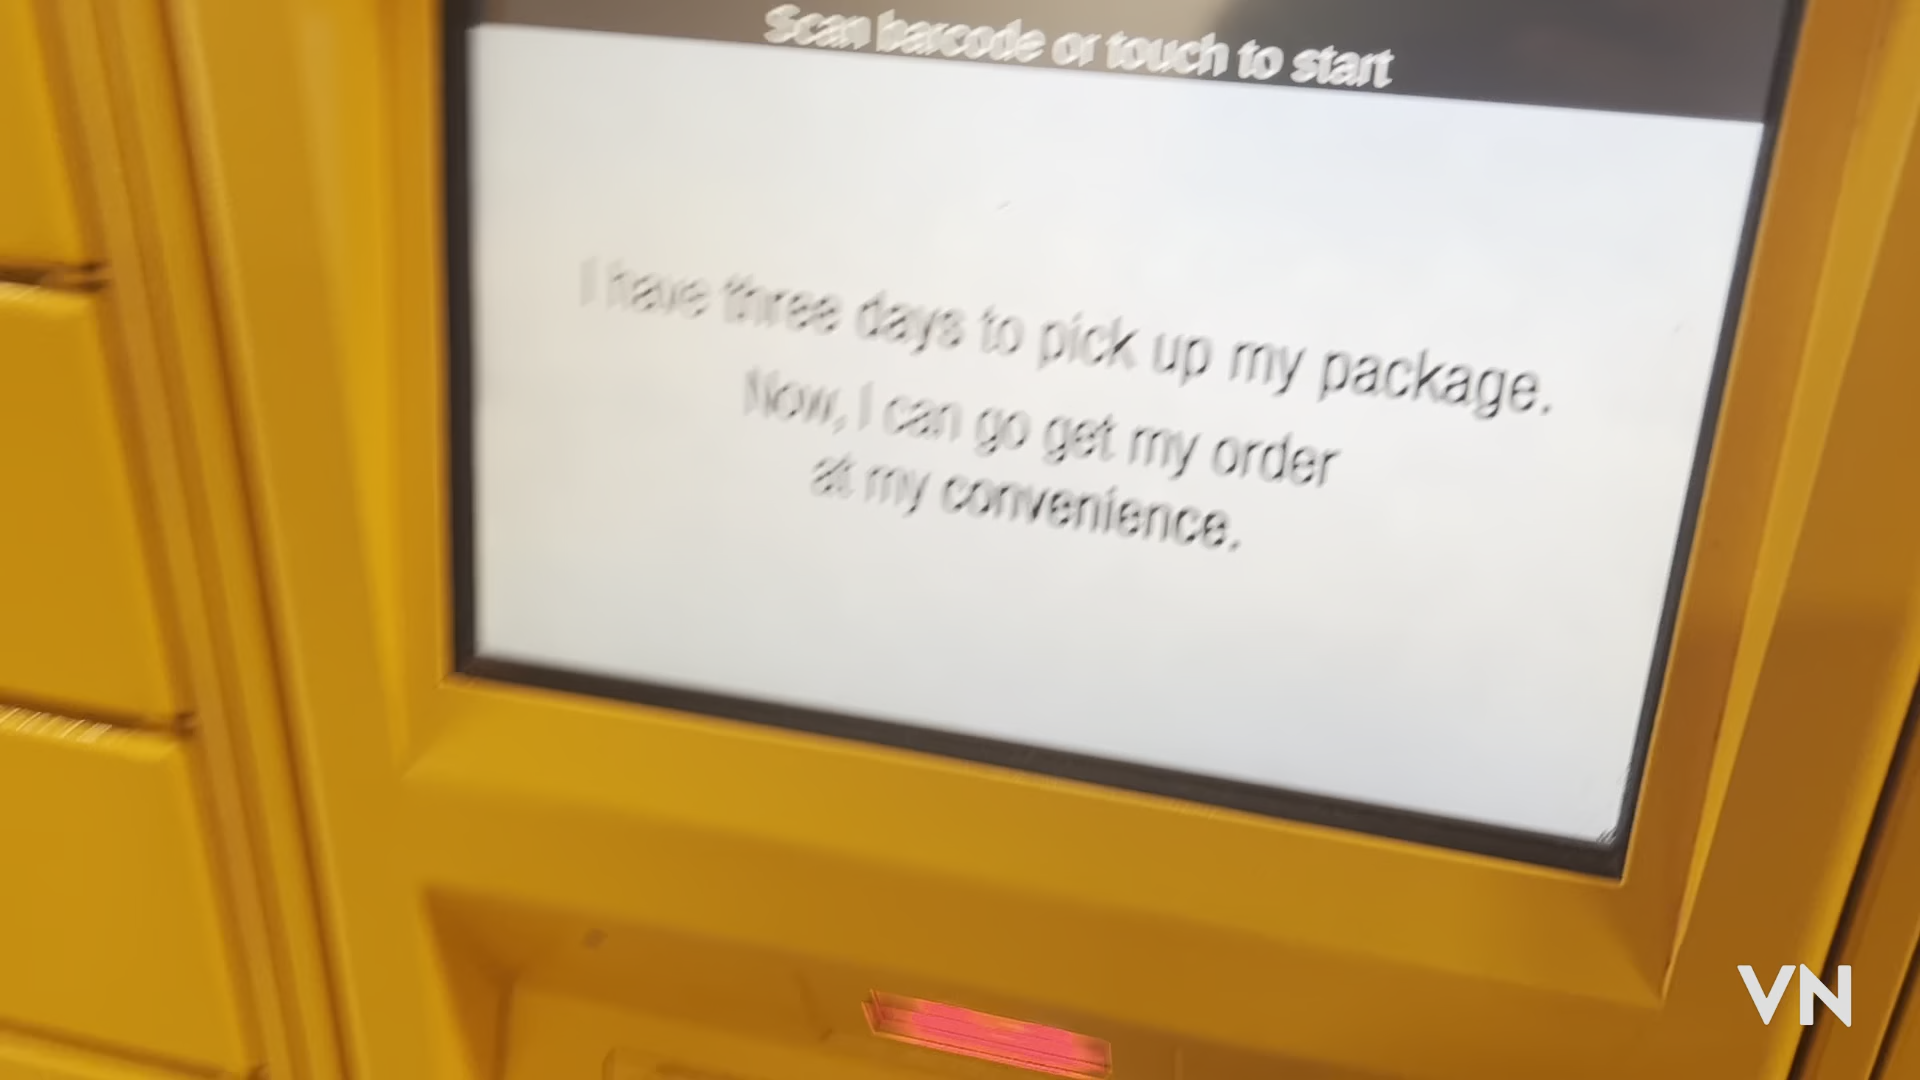 Scan barcode or touch to start
I have three days to pick up my package.
Now, I can go get my order
at my convenience.
VN